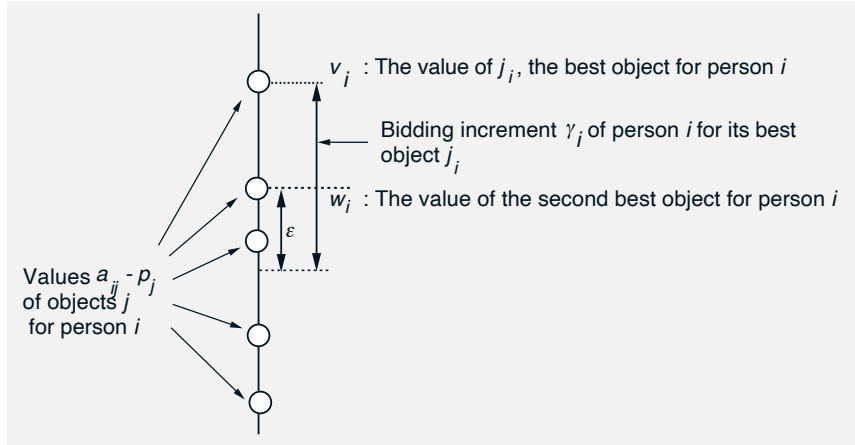 v_i : The value of j_i, the best object for person i
Bidding increment γ_i of person i for its best
object j_i
w_i : The value of the second best object for person i
ε
Values a_ij - p_j
of objects j
for person i